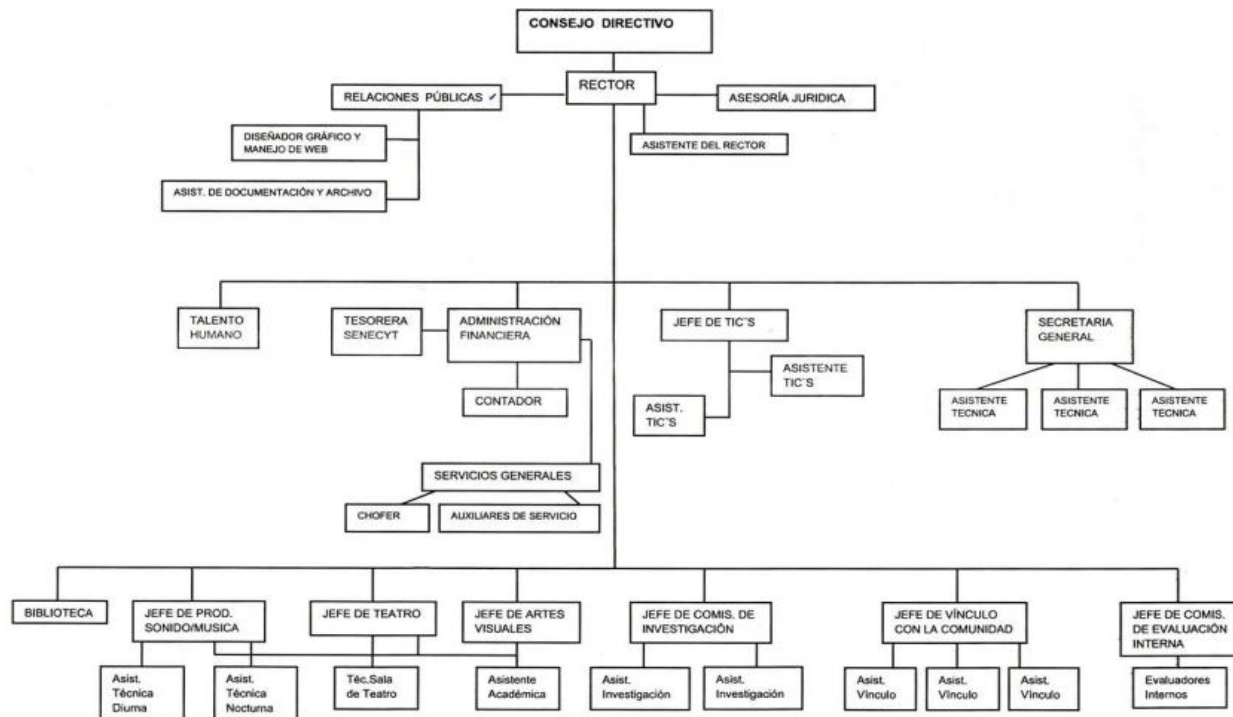 CONSEJO DIRECTIVO
RECTOR
RELACIONES PÚBLICAS
ASESORÍA JURIDICA
DISEÑADOR GRÁFICO Y
MANEJO DE WEB
ASISTENTE DEL RECTOR
ASIST. DE DOCUMENTACIÓN Y ARCHIVO
TALENTO
HUMANO
TESORERA
SENECYT
ADMINISTRACIÓN
FINANCIERA
JEFE DE TIC¨S
SECRETARIA
GENERAL
CONTADOR
ASISTENTE
TIC¨S
ASIST.
TIC¨S
ASISTENTE
TECNICA
ASISTENTE
TECNICA
ASISTENTE
TECNICA
SERVICIOS GENERALES
CHOFER
AUXILIARES DE SERVICIO
BIBLIOTECA
JEFE DE PROD.
SONIDO/MUSICA
JEFE DE TEATRO
JEFE DE ARTES
VISUALES
JEFE DE COMIS. DE
INVESTIGACIÓN
JEFE DE VÍNCULO
CON LA COMUNIDAD
JEFE DE COMIS.
DE EVALUACIÓN
INTERNA
Asist.
Técnica
Diurna
Asist.
Técnica
Nocturna
Téc.Sala
de Teatro
Asistente
Académica
Asist.
Investigación
Asist.
Investigación
Asist.
Vínculo
Asist.
Vínculo
Asist.
Vínculo
Evaluadores
Internos